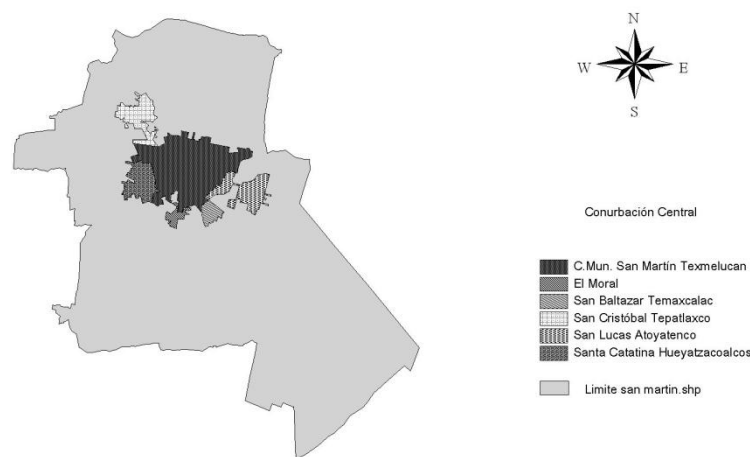 N
W E
S
Conurbación Central
C.Mun. San Martín Texmelucan
El Moral
San Baltazar Temaxcalac
San Cristóbal Tepatlaxco
San Lucas Atoyatenco
Santa Catatina Hueyatzacoalcos
Limite san martin.shp